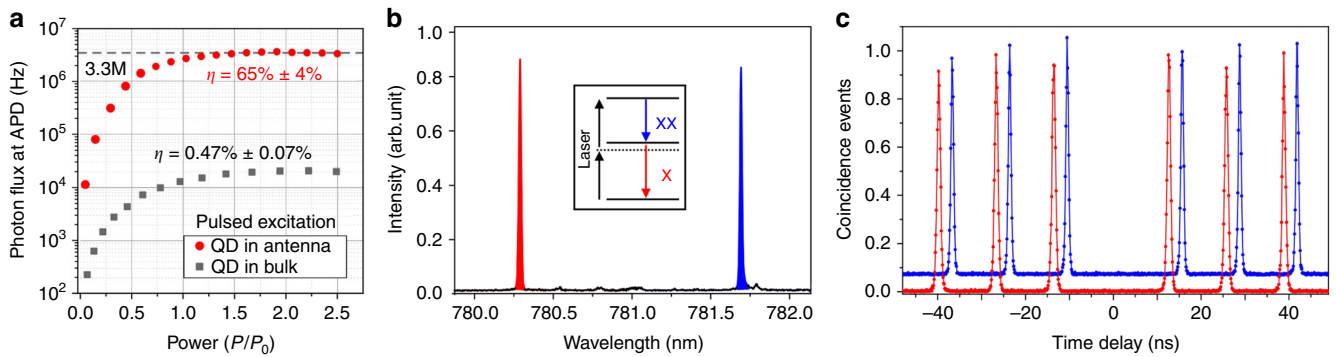 a
Photon flux at APD (Hz)
10^7
10^6
10^5
10^4
10^3
10^2
3.3M
η = 65% ± 4%
η = 0.47% ± 0.07%
Pulsed excitation
QD in antenna
QD in bulk
0.0 0.5 1.0 1.5 2.0 2.5
Power (P/P_0)
b
Intensity (arb.unit)
1.0
0.8
0.6
0.4
0.2
0.0
Laser
XX
X
780.0 780.5 781.0 781.5 782.0
Wavelength (nm)
c
Coincidence events
1.0
0.8
0.6
0.4
0.2
0.0
−40 −20 0 20 40
Time delay (ns)